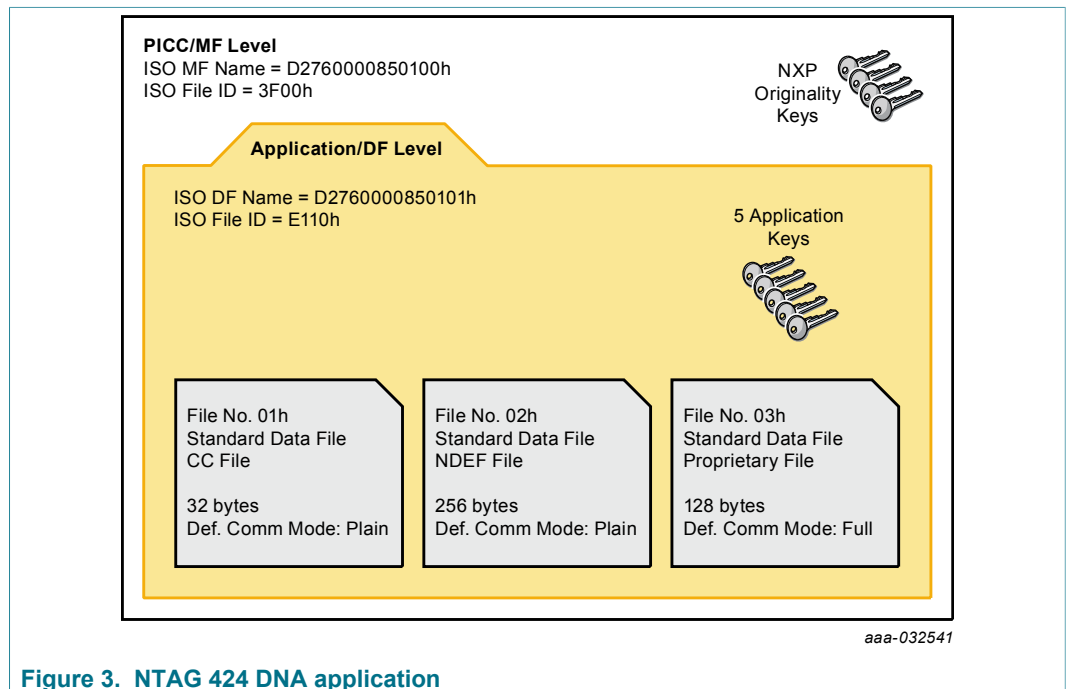 PICC/MF Level
ISO MF Name = D2760000850100h
ISO File ID = 3F00h
NXP
Originality
Keys
Application/DF Level
ISO DF Name = D2760000850101h
ISO File ID = E110h
5 Application
Keys
File No. 01h
Standard Data File
CC File
32 bytes
Def. Comm Mode: Plain
File No. 02h
Standard Data File
NDEF File
256 bytes
Def. Comm Mode: Plain
File No. 03h
Standard Data File
Proprietary File
128 bytes
Def. Comm Mode: Full
aaa-032541
Figure 3. NTAG 424 DNA application